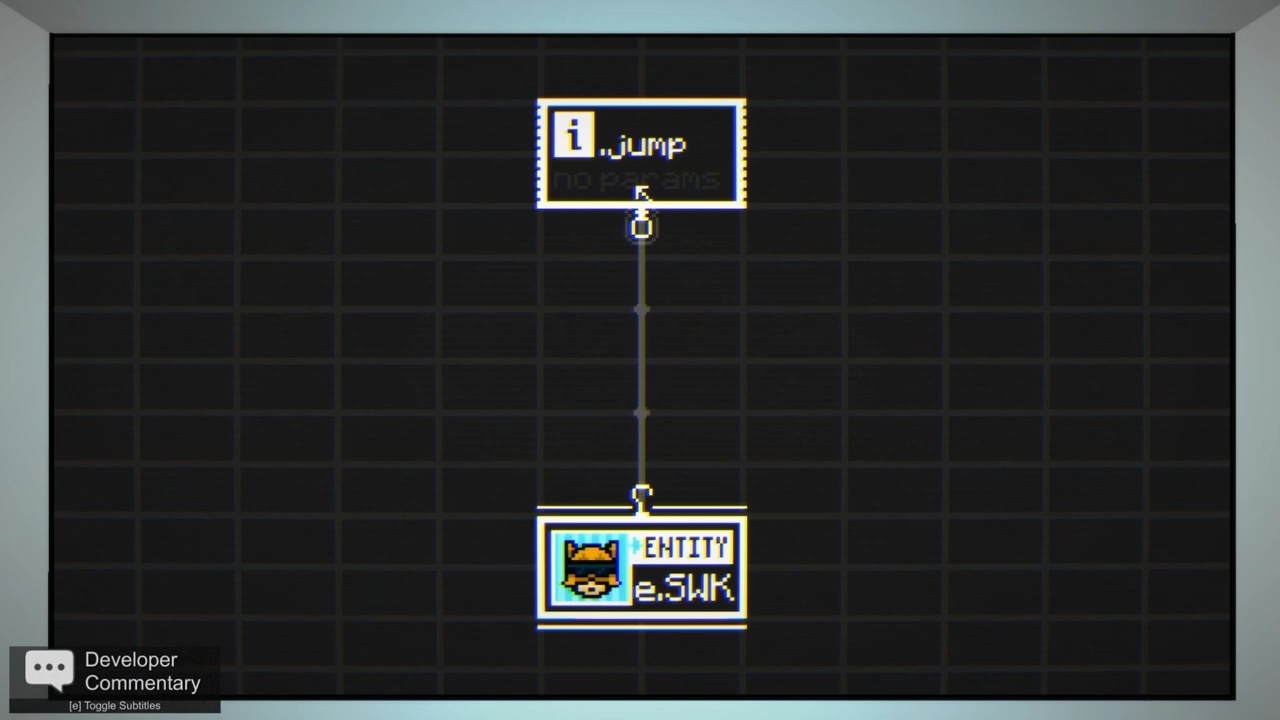 i .jump
no params
ENTITY
e.SWK
Developer
Commentary
[e] Toggle Subtitles